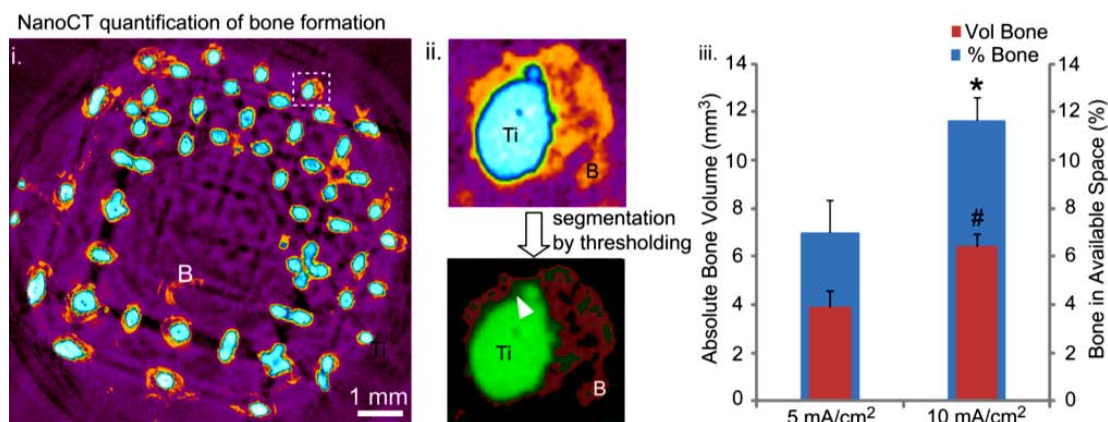 NanoCT quantification of bone formation
i.
B
Ti
1 mm
ii.
Ti
B
segmentation
by thresholding
Ti
B
iii.
Vol Bone
% Bone
Absolute Bone Volume (mm³)
14
12
10
8
6
4
2
0
*
#
5 mA/cm²
10 mA/cm²
14
12
10
8
6
4
2
0
Bone in Available Space (%)